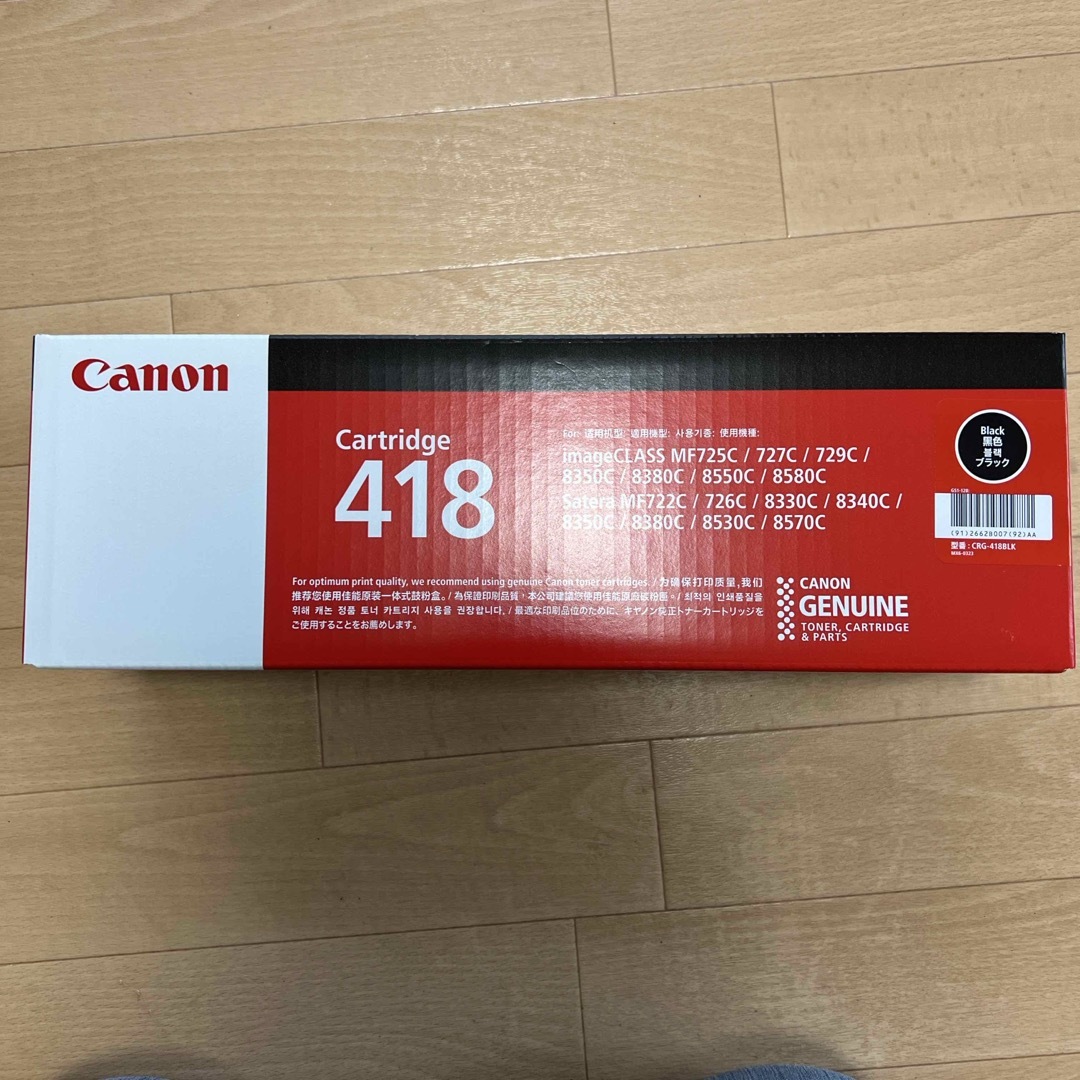 Canon
Cartridge
418
For: 适用机型: 適用機型: 사용기종: 使用機種:
imageCLASS MF725C / 727C / 729C /
8350C / 8380C / 8550C / 8580C
Satera MF722C / 726C / 8330C / 8340C /
8350C / 8380C / 8530C / 8570C
Black
黑色
블랙
ブラック
GS1-128
(91)2662B007(92)AA
型番 : CRG-418BLK
MX6-0323
For optimum print quality, we recommend using genuine Canon toner cartridges. / 为确保打印质量,我们
推荐您使用佳能原装一体式鼓粉盒。/ 為保證印刷品質,本公司建議您使用佳能原廠碳粉匣。/ 최적의 인쇄품질을
위해 캐논 정품 토너 카트리지 사용을 권장합니다. / 最適な印刷品位のために、キヤノン純正トナーカートリッジを
ご使用することをお薦めします。
CANON
GENUINE
TONER, CARTRIDGE
& PARTS